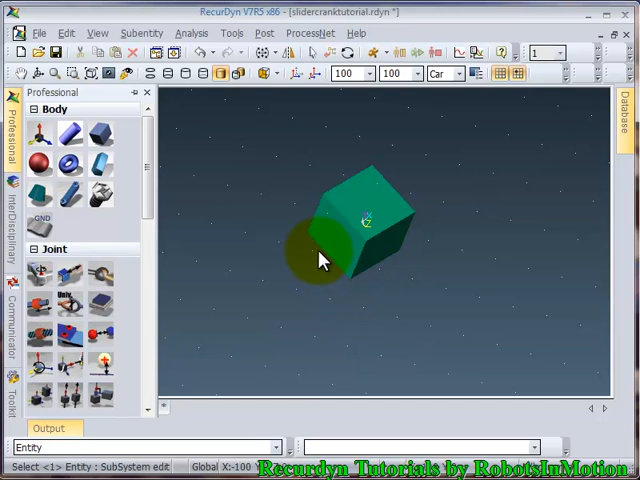 RecurDyn V7R5 x86 - [slidercranktutorial.rdyn *]
File Edit View Subentity Analysis Tools Post ProcessNet Help
1
100 100 Car
Professional
Body
GND
Joint
Univ.
Professional
InterDisciplinary
Communicator
Toolkit
Database
*
Output
Entity
Select <1> Entity : SubSystem edit Global X:-100 Y
Recurdyn Tutorials by RobotsInMotion